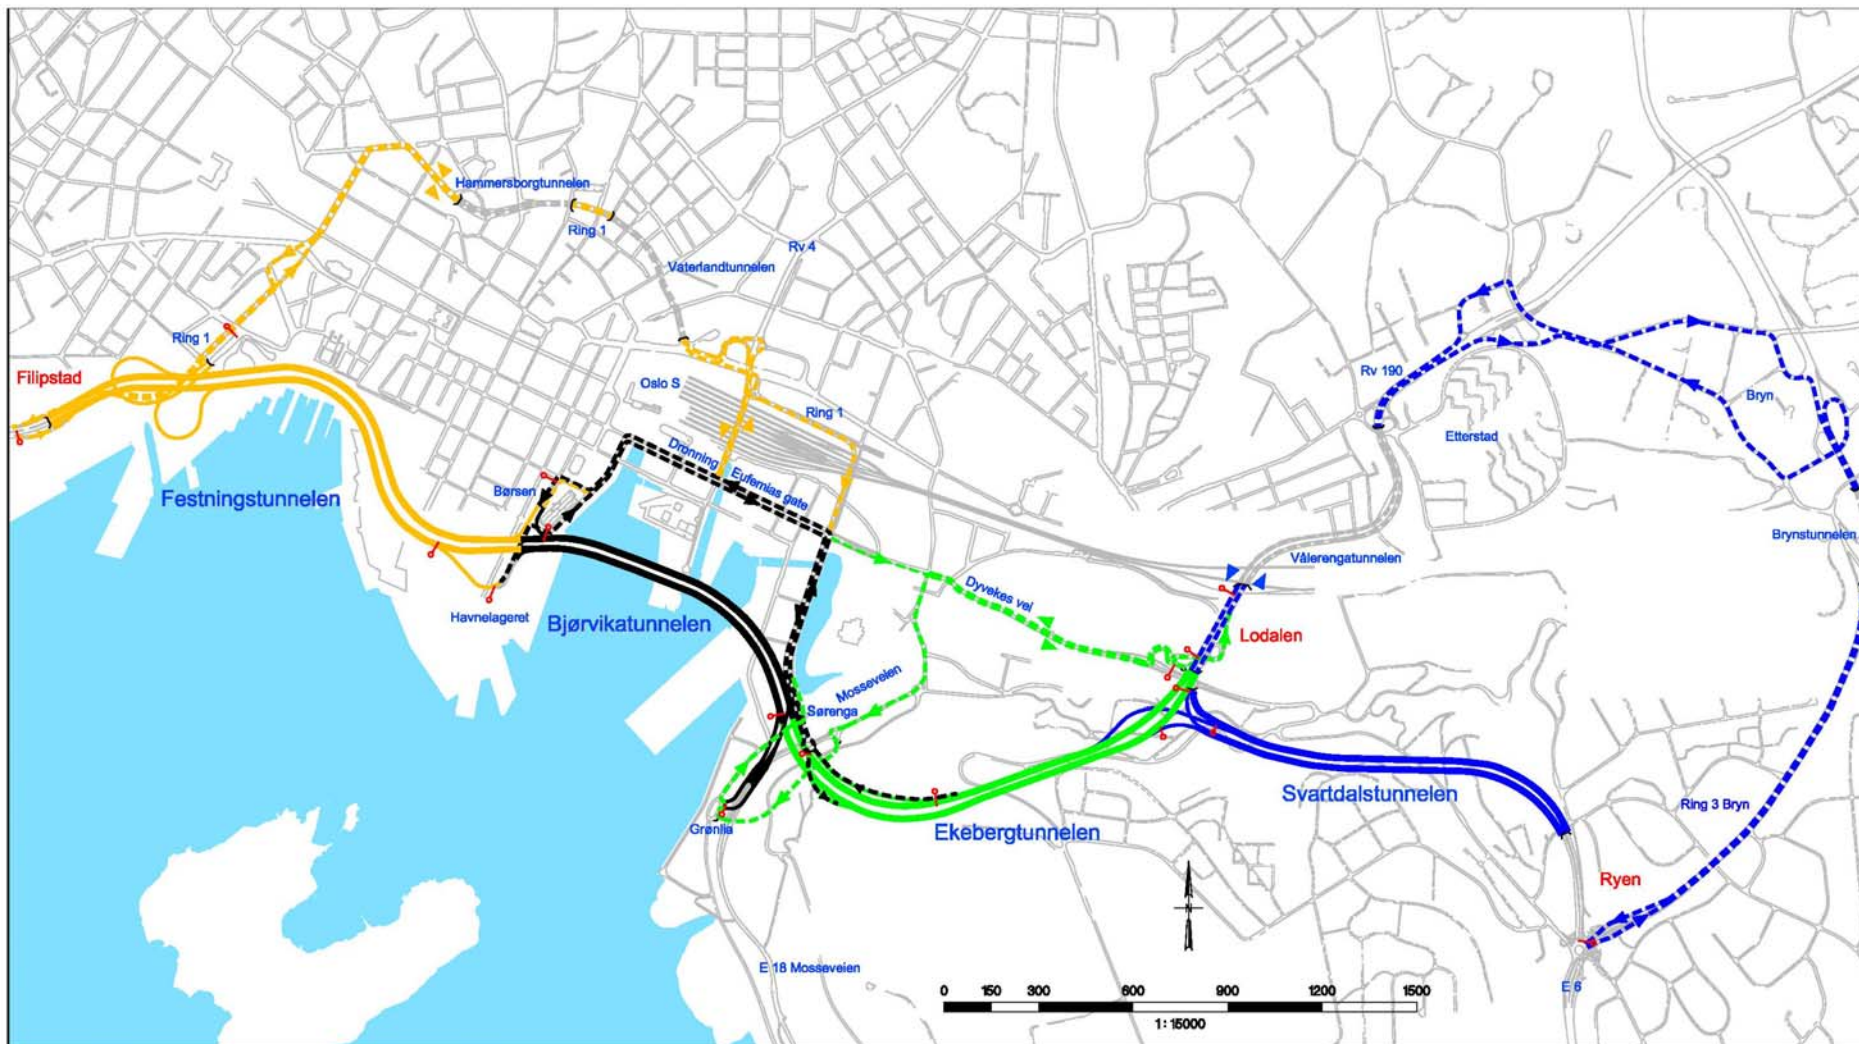 Hammersborgtunnelen
Ring 1
Rv 4
Vaterlandtunnelen
Ring 1
Filipstad
Oslo S
Ring 1
Rv 190
Bryn
Etterstad
Festningstunnelen
Børsen
Dronning
Eufemias gate
Brynstunnelen
Vålerengatunnelen
Dyvekes vei
Havnelageret
Bjørvikatunnelen
Lodalen
Mosseveien
Sørenga
Svartdalstunnelen
Ring 3 Bryn
Grønlia
Ekebergtunnelen
Ryen
N
E 18 Mosseveien
E 6
0 150 300 600 900 1200 1500
1:15000